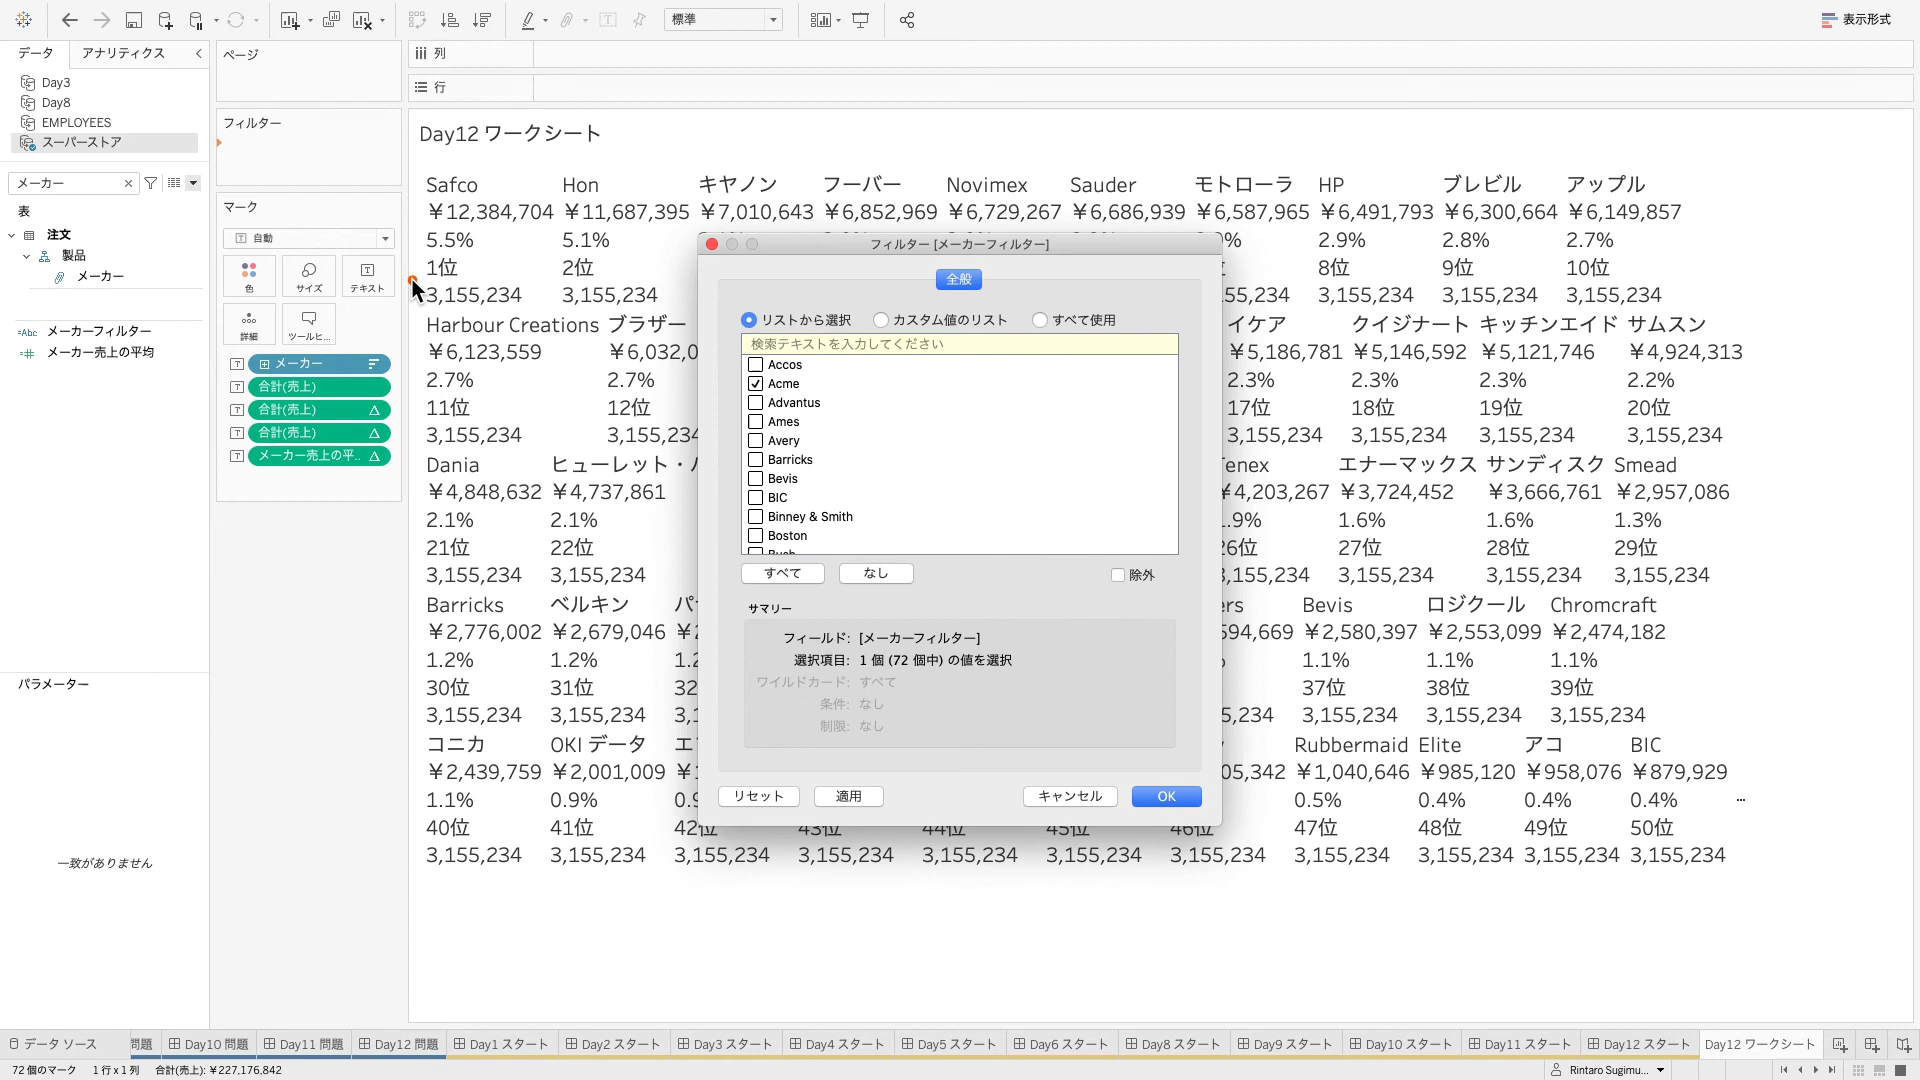 標準
表示形式
データ
アナリティクス
Day3
Day8
EMPLOYEES
スーパーストア
メーカー
表
注文
製品
メーカー
=Abc メーカーフィルター
メーカー売上の平均
パラメーター
一致がありません
ページ
フィルター
マーク
自動
色
サイズ
テキスト
詳細
ツールヒ...
メーカー
合計(売上)
合計(売上)
合計(売上)
メーカー売上の平..
列
行
Day12 ワークシート
Safco Hon キヤノン フーバー Novimex Sauder モトローラ HP ブレビル アップル
¥12,384,704 ¥11,687,395 ¥7,010,643 ¥6,852,969 ¥6,729,267 ¥6,686,939 ¥6,587,965 ¥6,491,793 ¥6,300,664 ¥6,149,857
5.5% 5.1% 2.9% 2.8% 2.7%
1位 2位 8位 9位 10位
3,155,234 3,155,234 3,155,234 3,155,234 3,155,234
Harbour Creations ブラザー イケア クイジナート キッチンエイド サムスン
¥6,123,559 ¥6,032,0 ¥5,186,781 ¥5,146,592 ¥5,121,746 ¥4,924,313
2.7% 2.7% 2.3% 2.3% 2.3% 2.2%
11位 12位 17位 18位 19位 20位
3,155,234 3,155,234 3,155,234 3,155,234 3,155,234 3,155,234
Dania ヒューレット・ エナーマックス サンディスク Smead
¥4,848,632 ¥4,737,861 ¥4,203,267 ¥3,724,452 ¥3,666,761 ¥2,957,086
2.1% 2.1% 1.6% 1.6% 1.3%
21位 22位 27位 28位 29位
3,155,234 3,155,234 3,155,234 3,155,234 3,155,234
Barricks ベルキン Bevis ロジクール Chromcraft
¥2,776,002 ¥2,679,046 594,669 ¥2,580,397 ¥2,553,099 ¥2,474,182
1.2% 1.2% 1.1% 1.1% 1.1%
30位 31位 32 37位 38位 39位
3,155,234 3,155,234 5,234 3,155,234 3,155,234 3,155,234
コニカ OKI データ Rubbermaid Elite アコ BIC
¥2,439,759 ¥2,001,009 05,342 ¥1,040,646 ¥985,120 ¥958,076 ¥879,929
1.1% 0.9% 0.5% 0.4% 0.4% 0.4% ...
40位 41位 42位 43位 44位 45位 46位 47位 48位 49位 50位
3,155,234 3,155,234 3,155,234 3,155,234 3,155,234 3,155,234 3,155,234 3,155,234 3,155,234 3,155,234 3,155,234
フィルター [メーカーフィルター]
全般
リストから選択 カスタム値のリスト すべて使用
検索テキストを入力してください
Accos
Acme
Advantus
Ames
Avery
Barricks
Bevis
BIC
Binney & Smith
Boston
Bush
すべて なし 除外
サマリー
フィールド: [メーカーフィルター]
選択項目: 1 個 (72 個中) の値を選択
ワイルドカード: すべて
条件: なし
制限: なし
リセット 適用 キャンセル OK
データ ソース 問題 Day10 問題 Day11 問題 Day12 問題 Day1 スタート Day2 スタート Day3 スタート Day4 スタート Day5 スタート Day6 スタート Day8 スタート Day9 スタート Day10 スタート Day11 スタート Day12 スタート Day12 ワークシート
72 個のマーク 1 行 x 1 列 合計(売上): ¥227,176,842 Rintaro Sugimu...